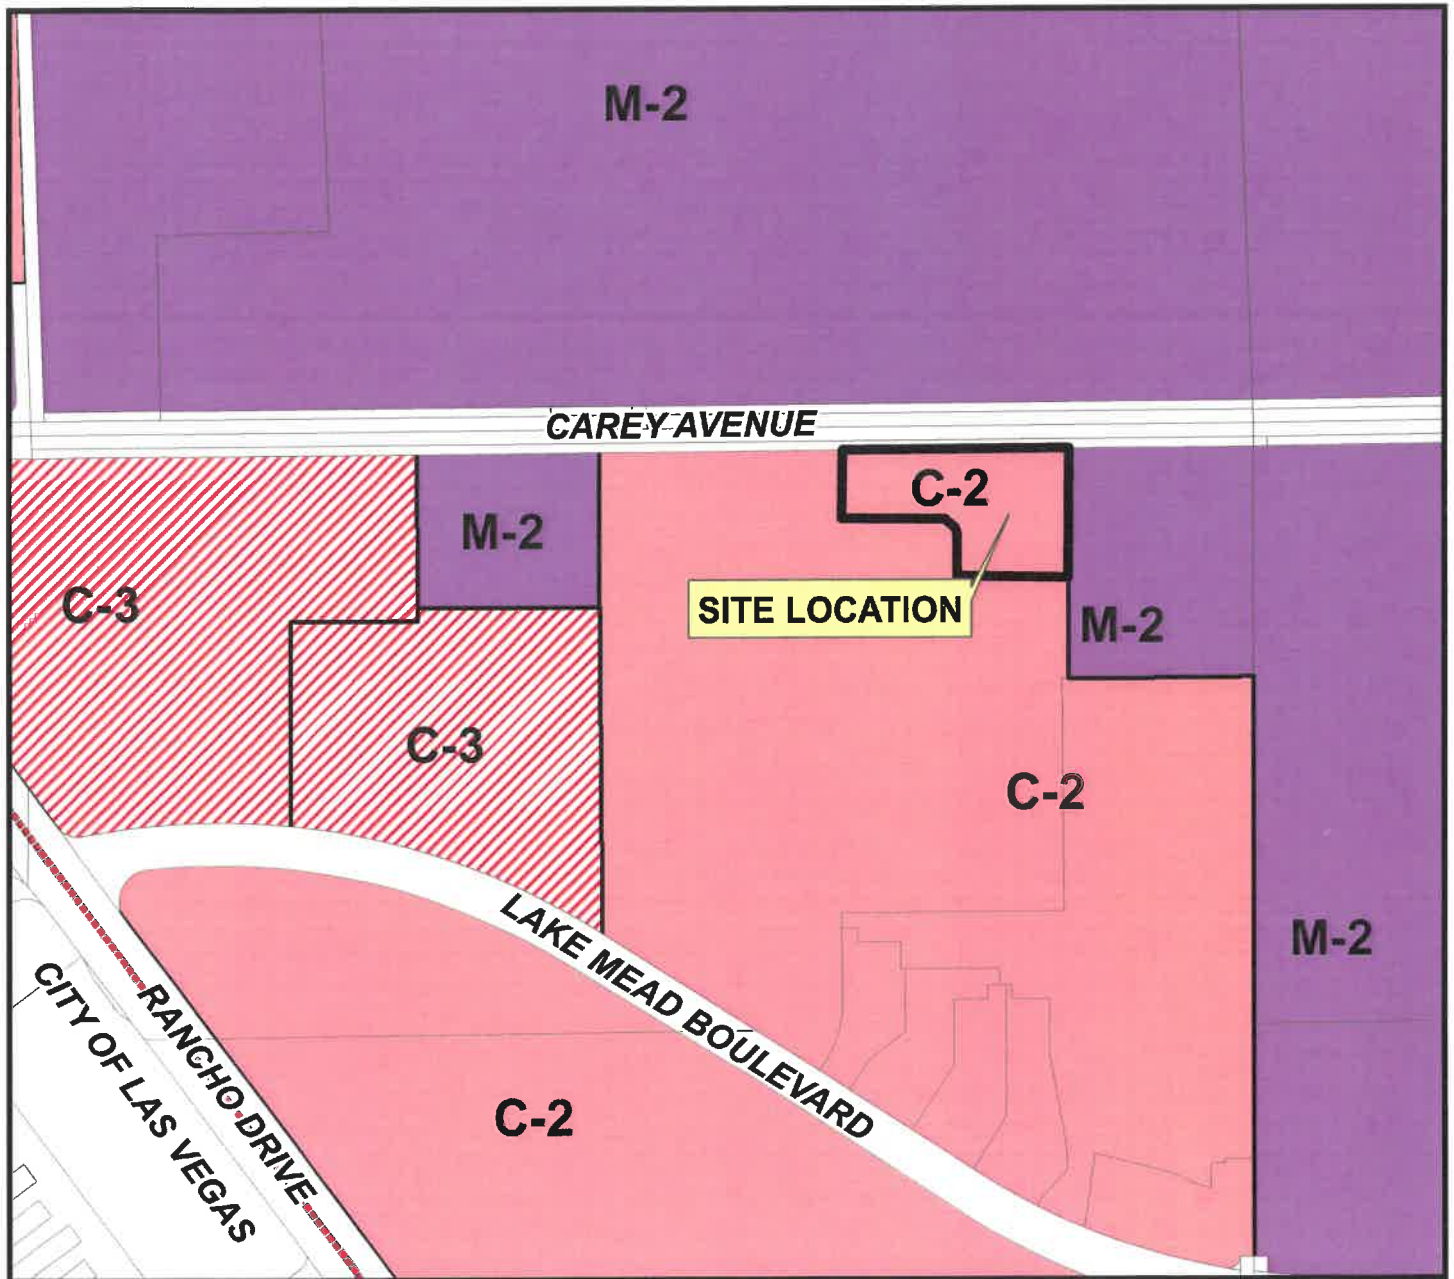 M-2
CAREY AVENUE
C-2
M-2
C-3
SITE LOCATION
M-2
C-3
C-2
M-2
LAKE MEAD BOULEVARD
RANCHO DRIVE
CITY OF LAS VEGAS
C-2